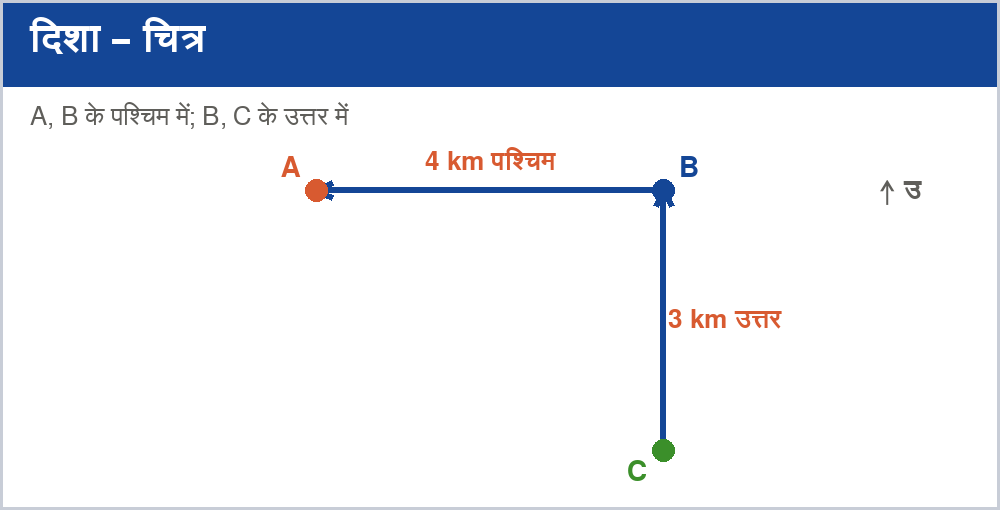 दिशा – चित्र
A, B के पश्चिम में; B, C के उत्तर में
4 km पश्चिम
A
B
↑ उ
3 km उत्तर
C